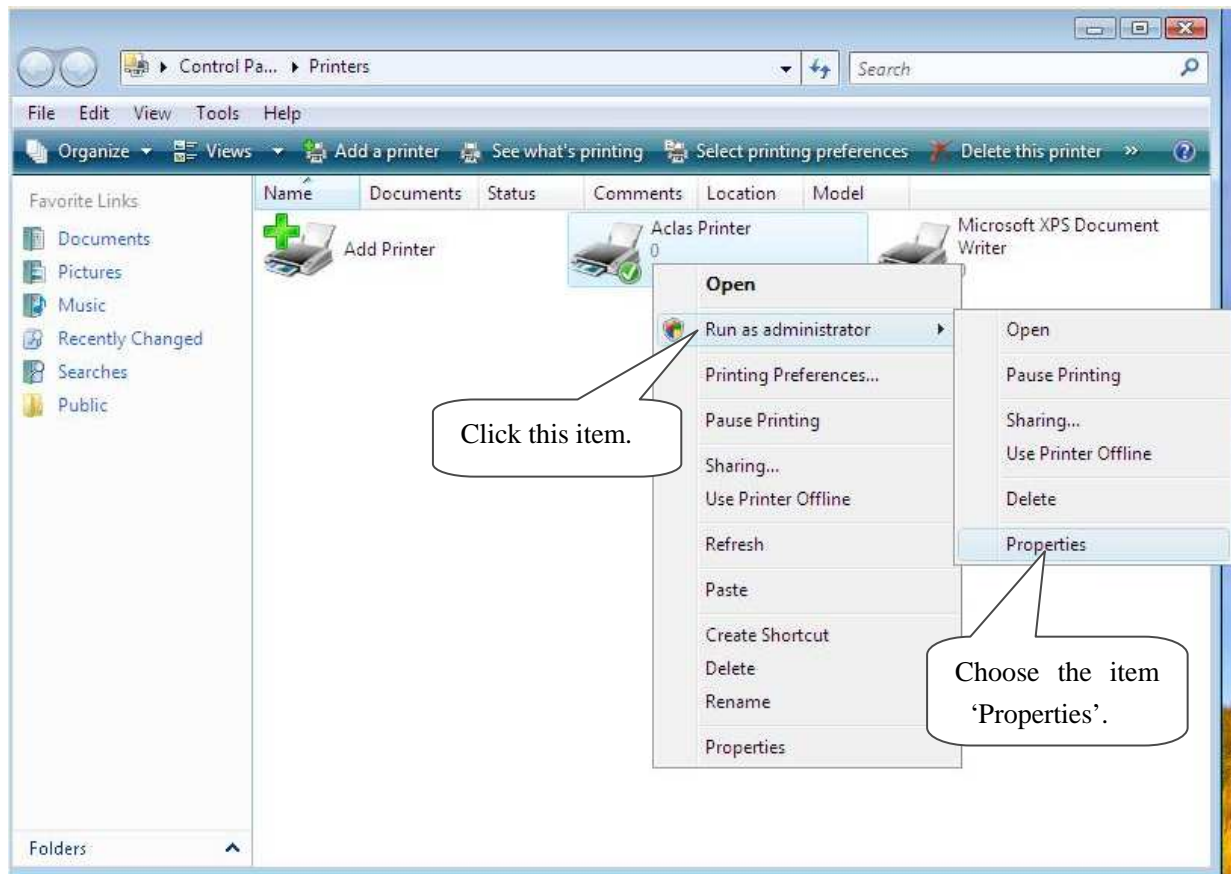 Control Pa... Printers
Search
File Edit View Tools Help
Organize Views Add a printer See what's printing Select printing preferences Delete this printer »
Favorite Links
Documents
Pictures
Music
Recently Changed
Searches
Public
Folders
Name Documents Status Comments Location Model
Add Printer
Aclas Printer
0
Microsoft XPS Document
Writer
0
Open
Run as administrator
Printing Preferences...
Pause Printing
Sharing...
Use Printer Offline
Refresh
Paste
Create Shortcut
Delete
Rename
Properties
Open
Pause Printing
Sharing...
Use Printer Offline
Delete
Properties
Click this item.
Choose the item
‘Properties’.